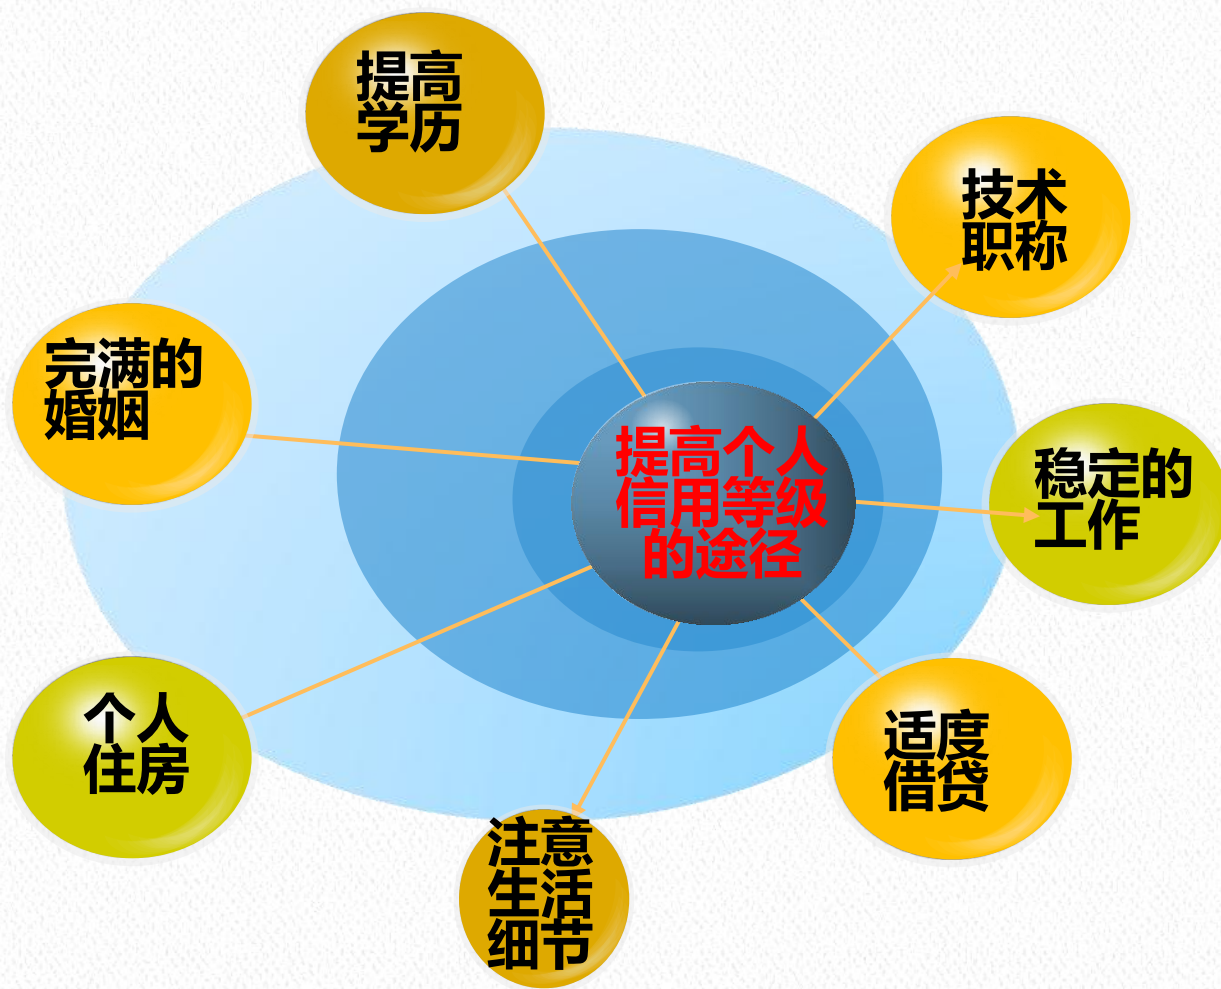 提高
学历
技术
职称
完满的
婚姻
提高个人
信用等级
的途径
稳定的
工作
个人
住房
适度
借贷
注意
生活
细节